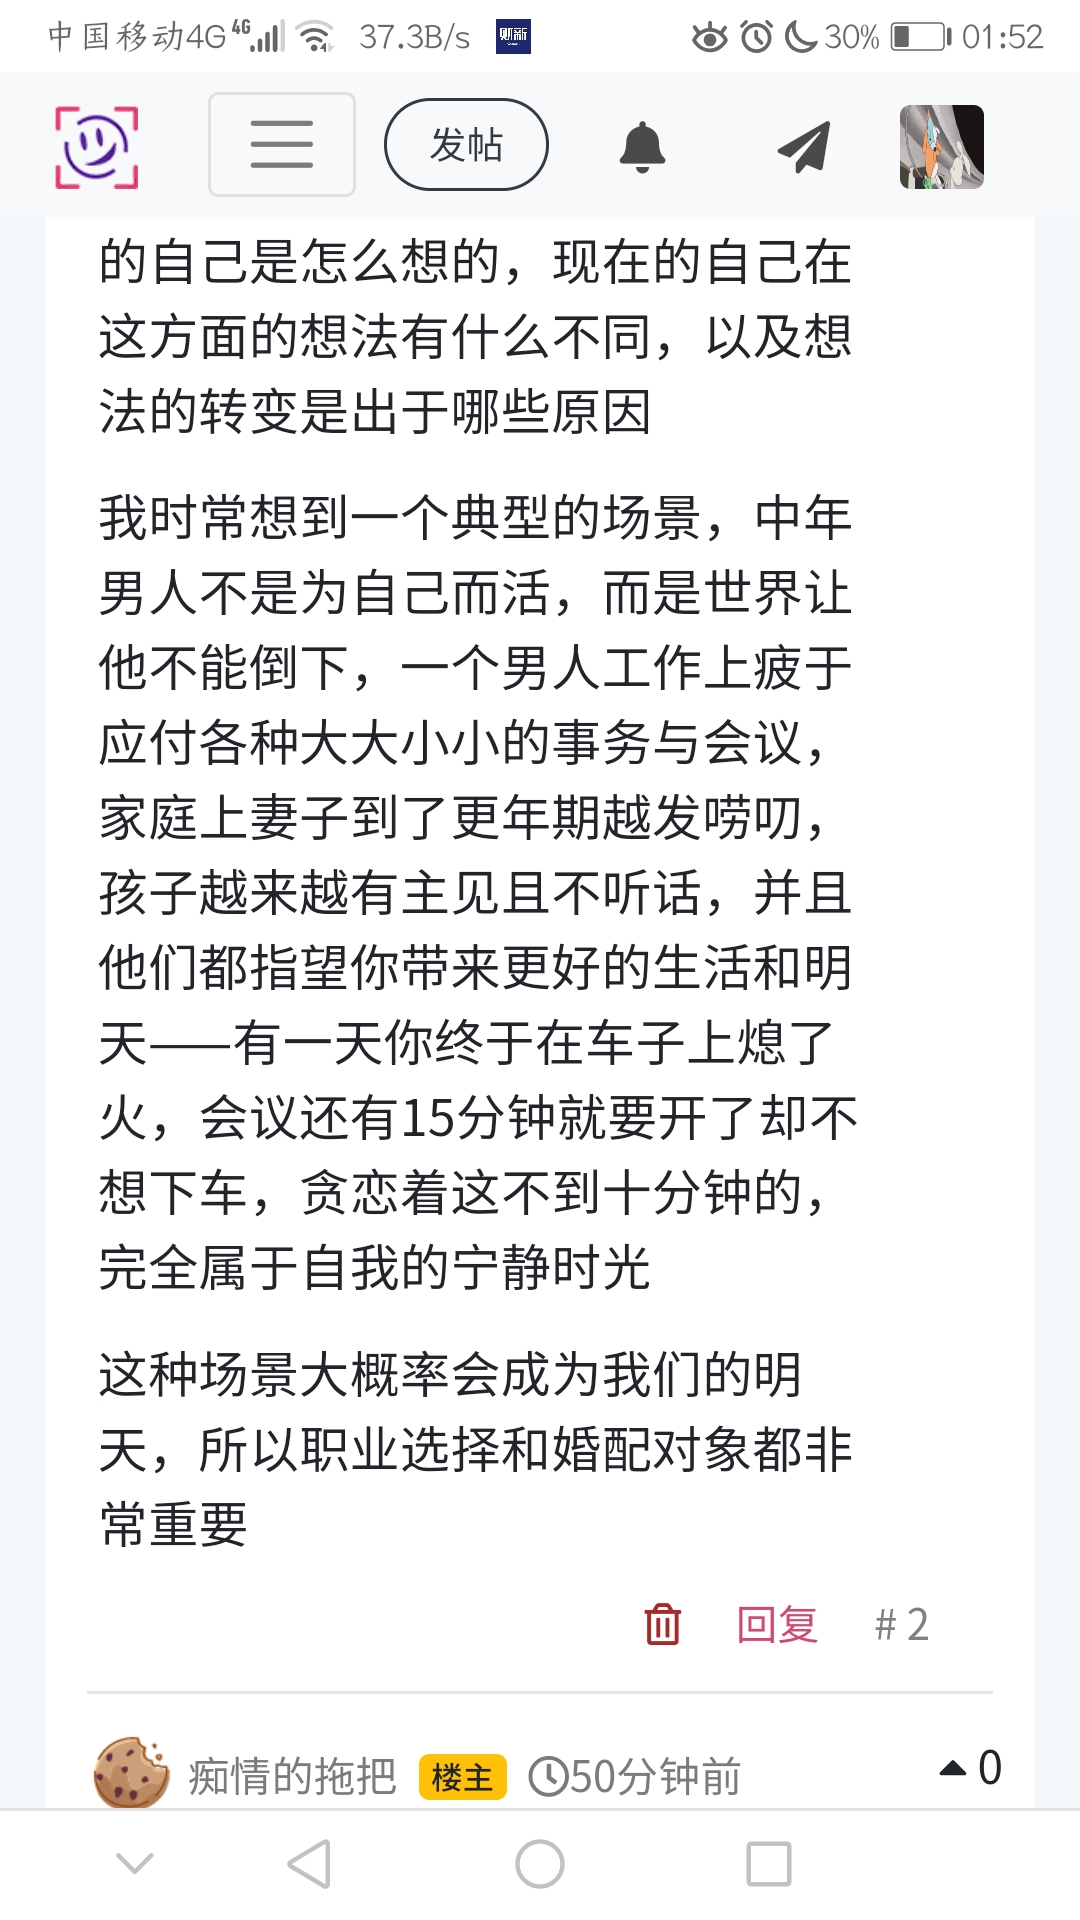 中国移动4G 4G 37.3B/s 财新 30% 01:52
发帖
的自己是怎么想的，现在的自己在
这方面的想法有什么不同，以及想
法的转变是出于哪些原因
我时常想到一个典型的场景，中年
男人不是为自己而活，而是世界让
他不能倒下，一个男人工作上疲于
应付各种大大小小的事务与会议，
家庭上妻子到了更年期越发唠叨，
孩子越来越有主见且不听话，并且
他们都指望你带来更好的生活和明
天——有一天你终于在车子上熄了
火，会议还有15分钟就要开了却不
想下车，贪恋着这不到十分钟的，
完全属于自我的宁静时光
这种场景大概率会成为我们的明
天，所以职业选择和婚配对象都非
常重要
回复 # 2
痴情的拖把 楼主 50分钟前 0